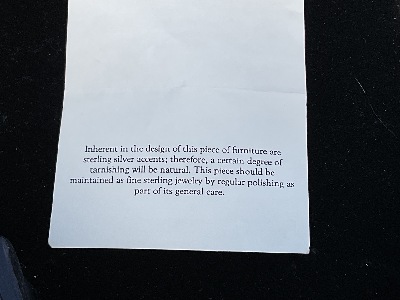 Inherent in the design of this piece of furniture are
sterling silver accents; therefore, a certain degree of
tarnishing will be natural. This piece should be
maintained as fine sterling jewelry by regular polishing as
part of its general care.